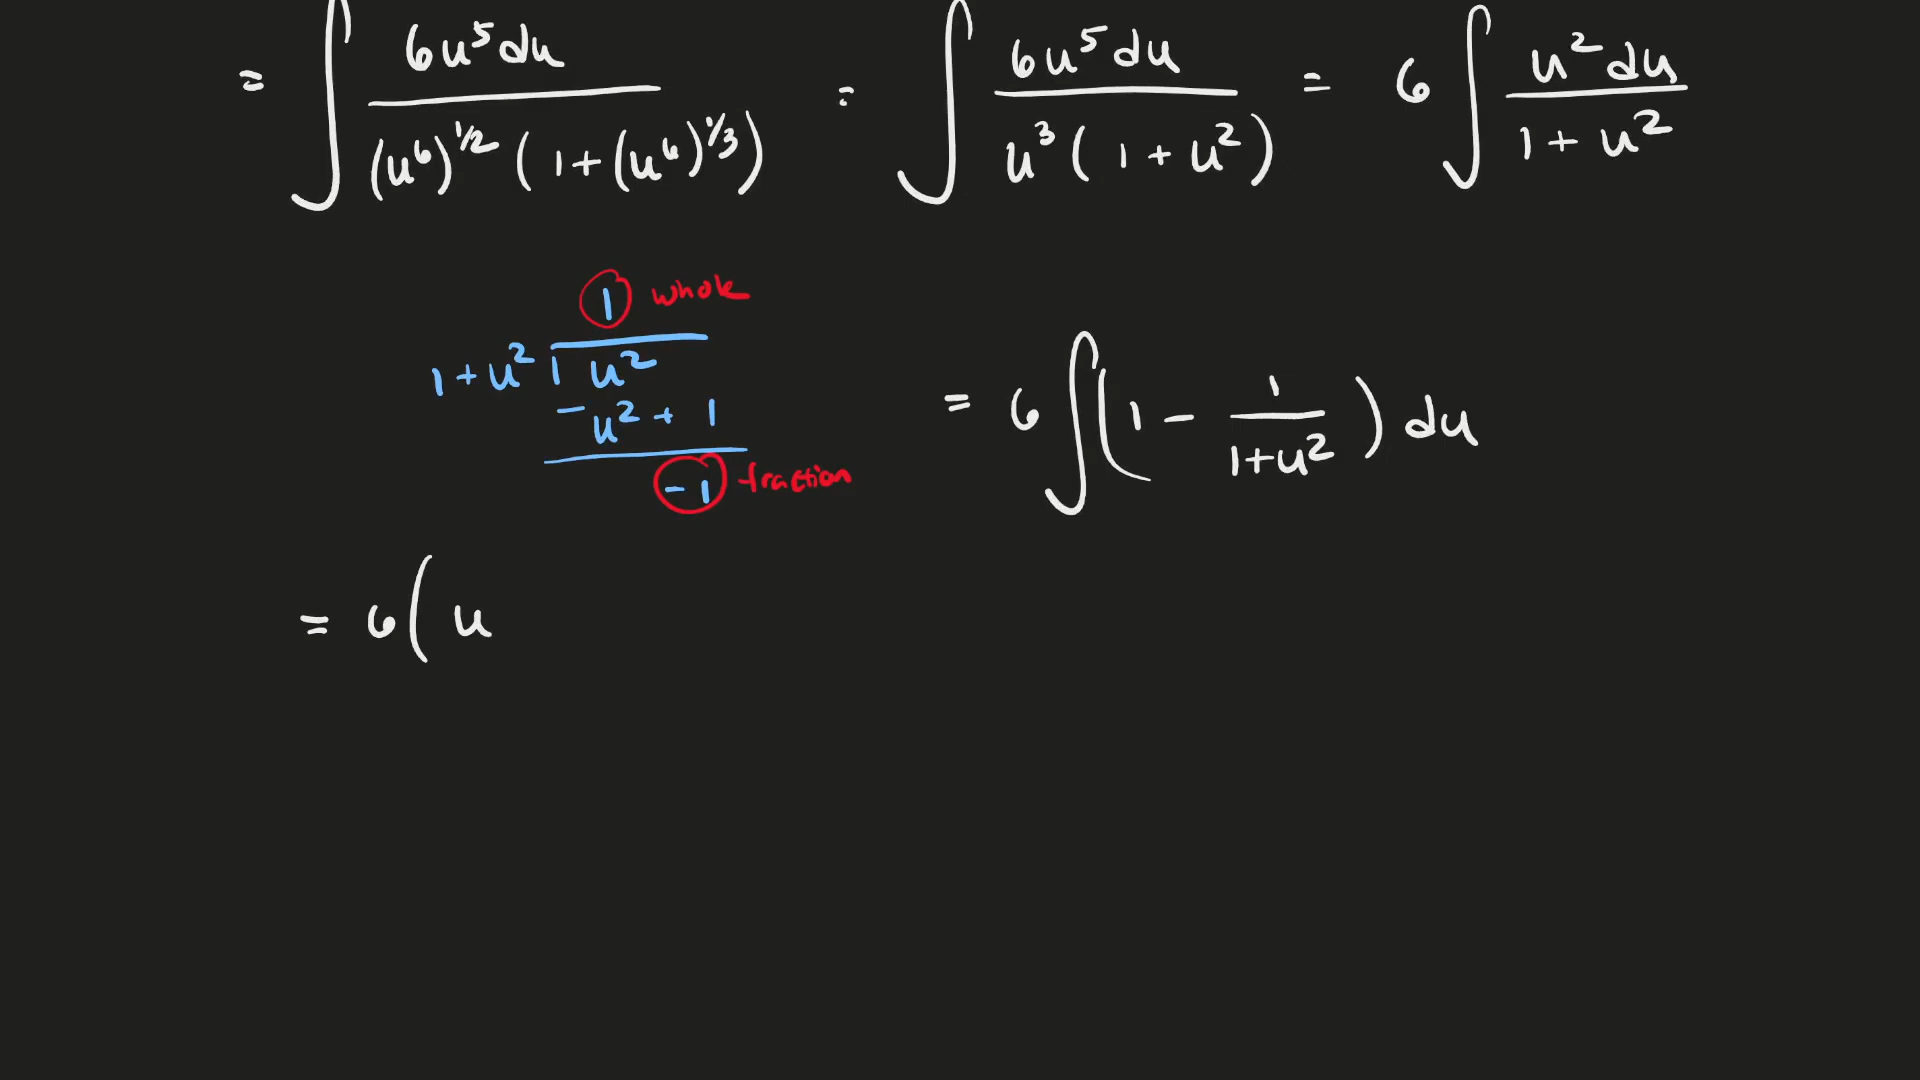 = ∫ 6u⁵du / (u⁶)^1/2 (1+(u⁶)^1/3) = ∫ 6u⁵du / u³(1+u²) = 6 ∫ u²du / 1+u²
1 whole
1+u² ) u²
-u² + 1
-1 fraction
= 6 ∫ (1 - 1/1+u²) du
= 6( u